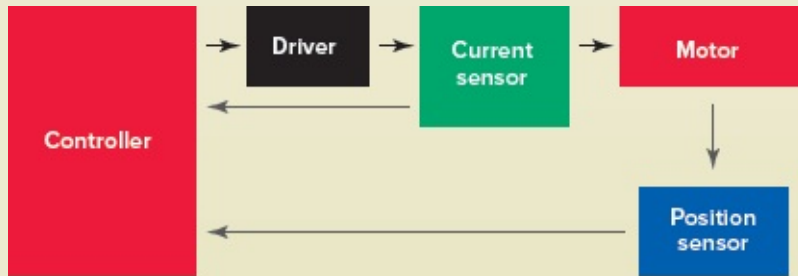 Driver
Current
sensor
Motor
Controller
Position
sensor